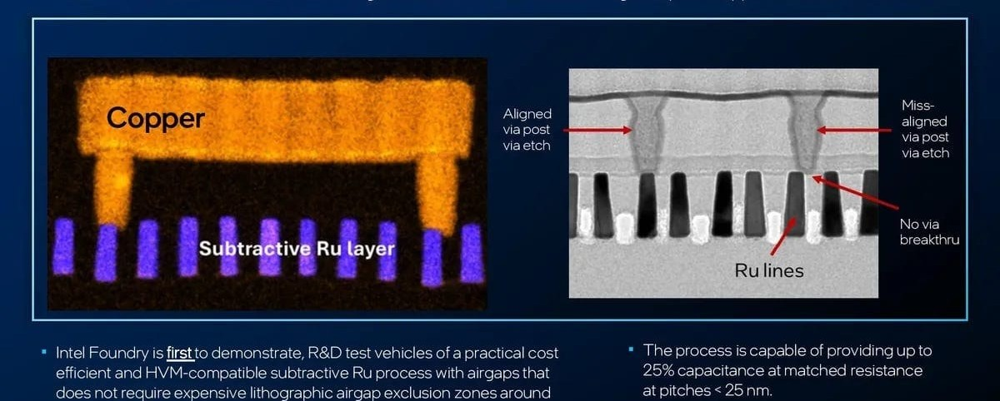 Copper
Subtractive Ru layer
Aligned
via post
via etch
Miss-
aligned
via post
via etch
No via
breakthru
Ru lines
▪ Intel Foundry is first to demonstrate, R&D test vehicles of a practical cost
efficient and HVM-compatible subtractive Ru process with airgaps that
does not require expensive lithographic airgap exclusion zones around
▪ The process is capable of providing up to
25% capacitance at matched resistance
at pitches < 25 nm.